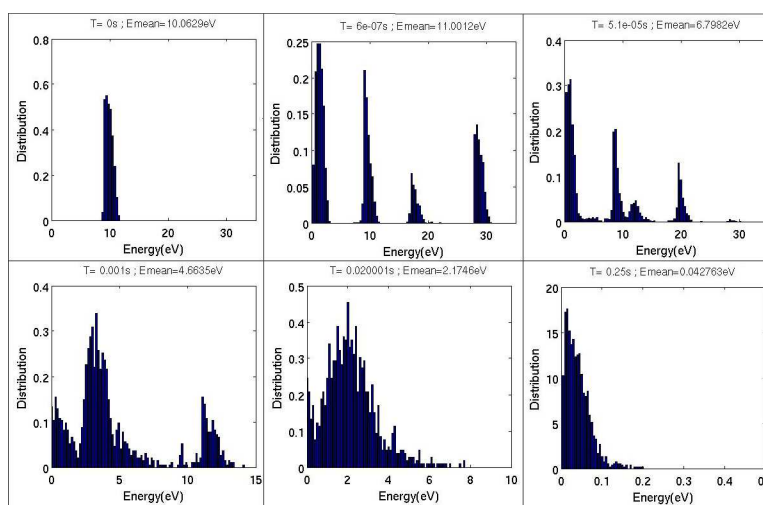 T= 0s ; Emean=10.0629eV
0.8
0.6
0.4
0.2
0
Distribution
0 10 20 30
Energy(eV)
T= 6e-07s ; Emean=11.0012eV
0.25
0.2
0.15
0.1
0.05
0
Distribution
0 10 20 30
Energy(eV)
T= 5.1e-05s ; Emean=6.7982eV
0.4
0.3
0.2
0.1
0
Distribution
0 10 20 30
Energy(eV)
T= 0.001s ; Emean=4.6635eV
0.4
0.3
0.2
0.1
0
Distribution
0 5 10 15
Energy(eV)
T= 0.020001s ; Emean=2.1746eV
0.5
0.4
0.3
0.2
0.1
0
Distribution
0 2 4 6 8 10
Energy(eV)
T= 0.25s ; Emean=0.042763eV
20
15
10
5
0
Distribution
0 0.1 0.2 0.3 0.4
Energy(eV)